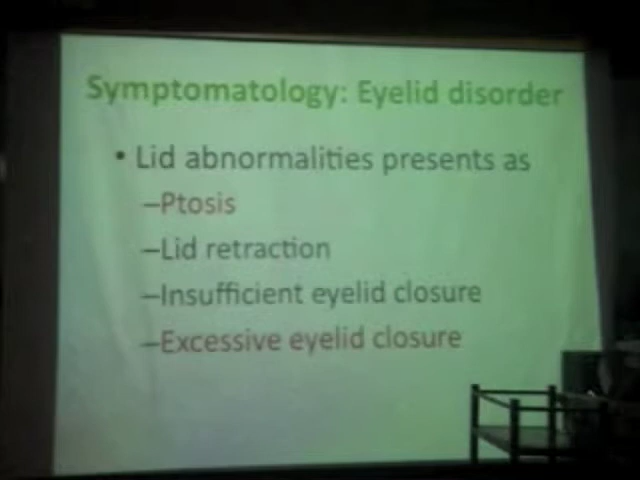 Symptomatology: Eyelid disorder
• Lid abnormalities presents as
–Ptosis
–Lid retraction
–Insufficient eyelid closure
–Excessive eyelid closure